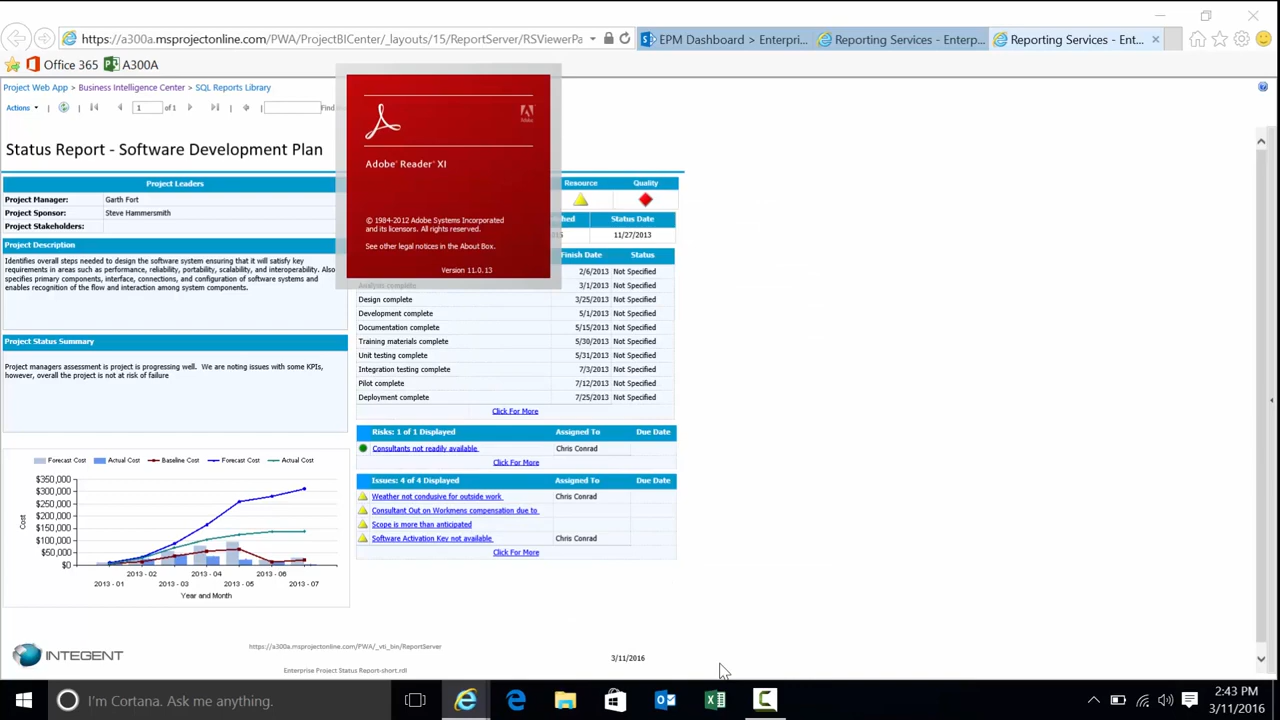 https://a300a.msprojectonline.com/PWA/ProjectBICenter/_layouts/15/ReportServer/RSViewerPa
EPM Dashboard > Enterpri...
Reporting Services - Enterp...
Reporting Services - Ent...
Office 365
A300A
Project Web App > Business Intelligence Center > SQL Reports Library
Actions
1
of 1
Find
Status Report - Software Development Plan
Project Leaders
Project Manager: Garth Fort
Project Sponsor: Steve Hammersmith
Project Stakeholders:
Project Description
Identifies overall steps needed to design the software system ensuring that it will satisfy key
requirements in areas such as performance, reliability, portability, scalability, and interoperability. Also
specifies primary components, interface, connections, and configuration of software systems and
enables recognition of the flow and interaction among system components.
Project Status Summary
Project managers assessment is project is progressing well. We are noting issues with some KPIs,
however, overall the project is not at risk of failure
Adobe® Reader® XI
© 1984-2012 Adobe Systems Incorporated
and its licensors. All rights reserved.
See other legal notices in the About Box.
Version 11.0.13
Adobe
Resource Quality
Status Date
11/27/2013
Finish Date Status
2/6/2013 Not Specified
Analysis complete 3/1/2013 Not Specified
Design complete 3/25/2013 Not Specified
Development complete 5/1/2013 Not Specified
Documentation complete 5/15/2013 Not Specified
Training materials complete 5/30/2013 Not Specified
Unit testing complete 5/31/2013 Not Specified
Integration testing complete 7/3/2013 Not Specified
Pilot complete 7/12/2013 Not Specified
Deployment complete 7/25/2013 Not Specified
Click For More
Risks: 1 of 1 Displayed Assigned To Due Date
Consultants not readily available Chris Conrad
Click For More
Issues: 4 of 4 Displayed Assigned To Due Date
Weather not condusive for outside work Chris Conrad
Consultant Out on Workmens compensation due to
Scope is more than anticipated
Software Activation Key not available Chris Conrad
Click For More
Forecast Cost Actual Cost Baseline Cost Forecast Cost Actual Cost
Cost
$350,000
$300,000
$250,000
$200,000
$150,000
$100,000
$50,000
$0
2013 - 02 2013 - 04 2013 - 06
2013 - 01 2013 - 03 2013 - 05 2013 - 07
Year and Month
INTEGENT
https://a300a.msprojectonline.com/PWA/_vti_bin/ReportServer
3/11/2016
Enterprise Project Status Report-short.rdl
I'm Cortana. Ask me anything.
2:43 PM
3/11/2016